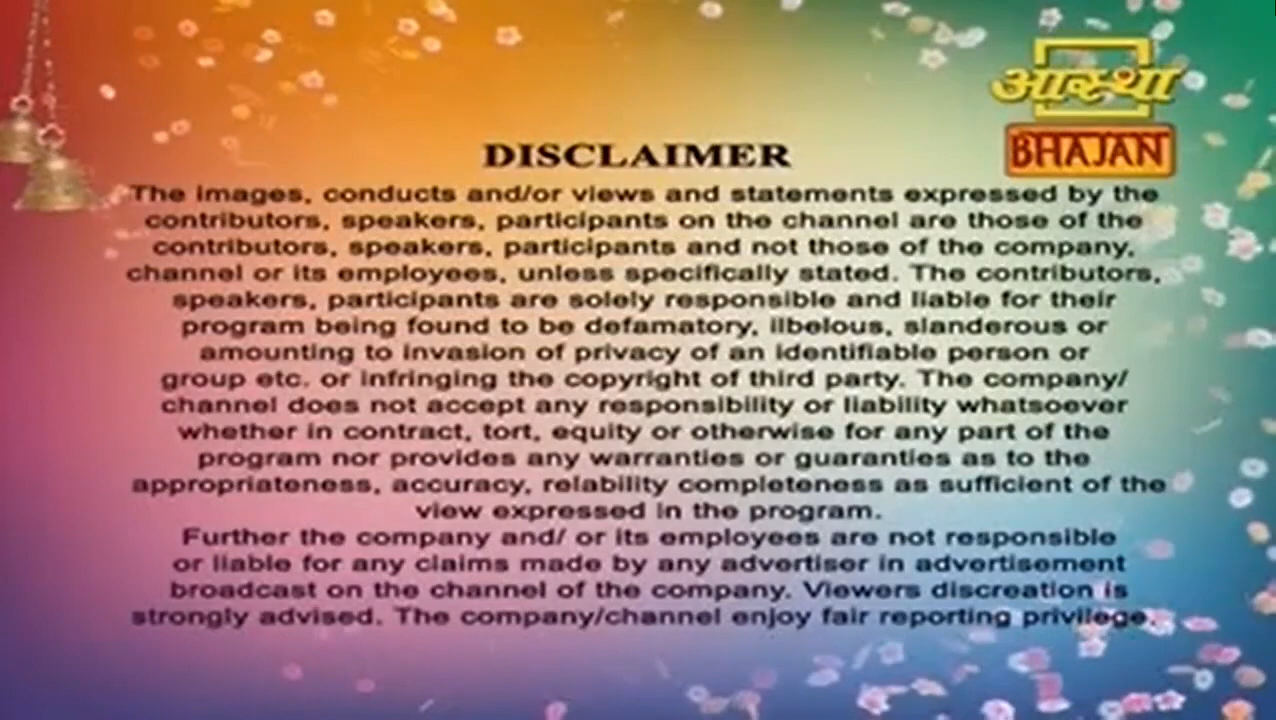 आस्था
BHAJAN
DISCLAIMER
The images, conducts and/or views and statements expressed by the
contributors, speakers, participants on the channel are those of the
contributors, speakers, participants and not those of the company,
channel or its employees, unless specifically stated. The contributors,
speakers, participants are solely responsible and liable for their
program being found to be defamatory, libelous, slanderous or
amounting to invasion of privacy of an identifiable person or
group etc. or infringing the copyright of third party. The company/
channel does not accept any responsibility or liability whatsoever
whether in contract, tort, equity or otherwise for any part of the
program nor provides any warranties or guaranties as to the
appropriateness, accuracy, relability completeness as sufficient of the
view expressed in the program.
Further the company and/ or its employees are not responsible
or liable for any claims made by any advertiser in advertisement
broadcast on the channel of the company. Viewers discreation is
strongly advised. The company/channel enjoy fair reporting privilege.